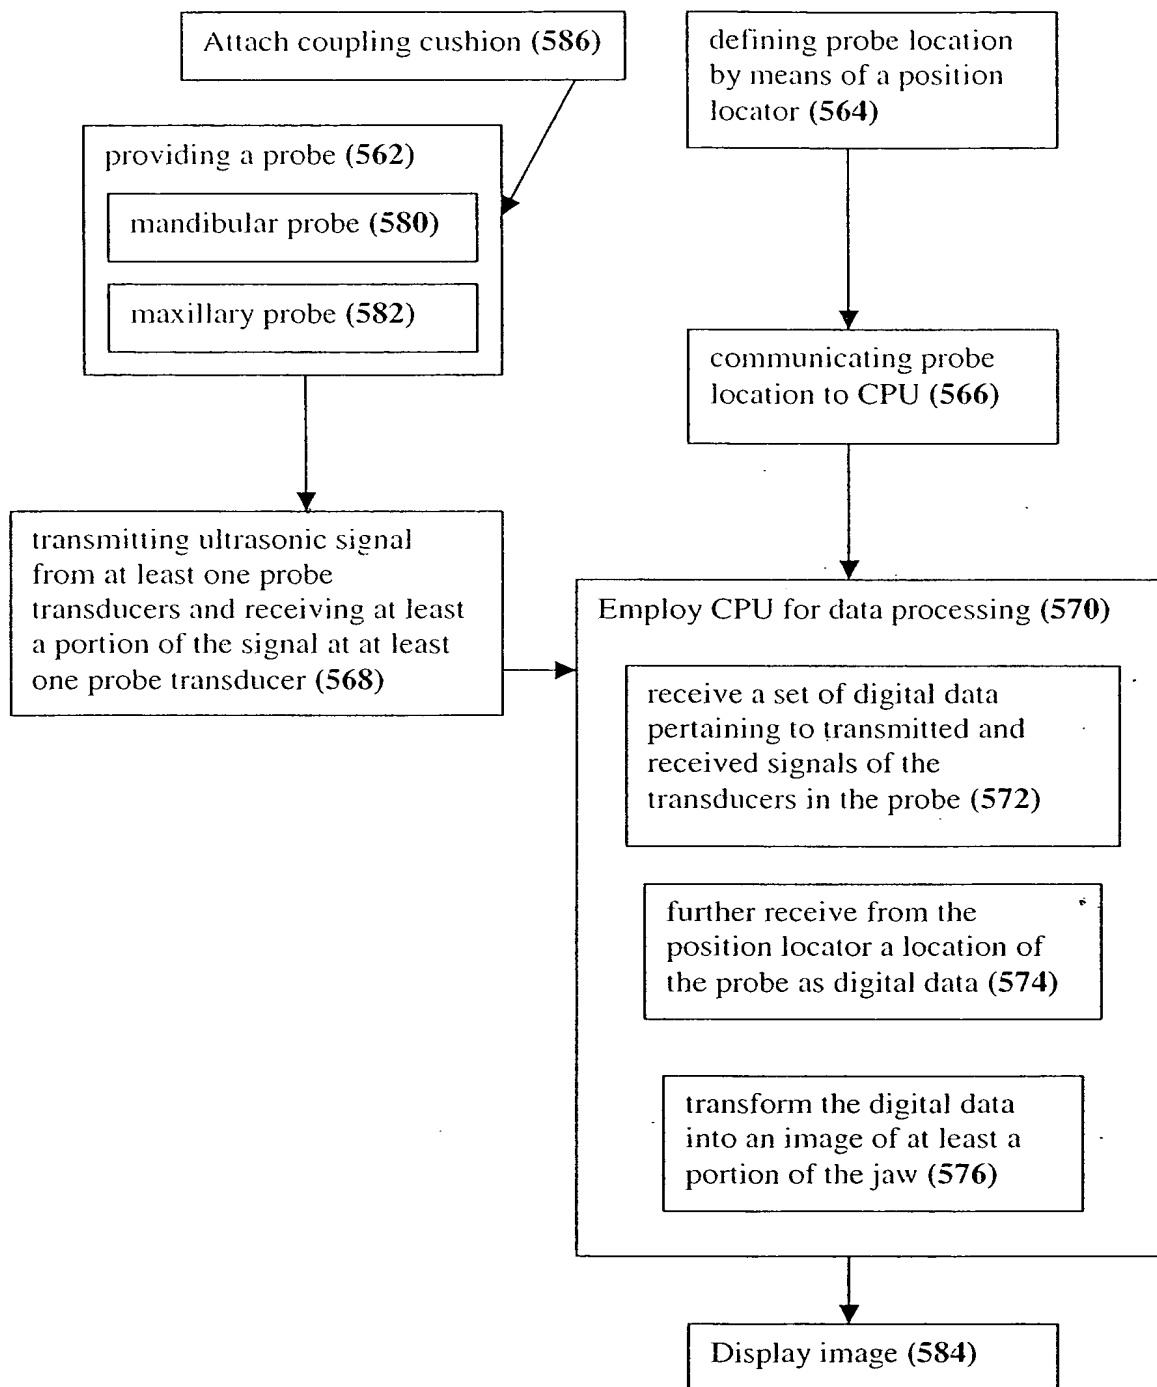 Attach coupling cushion (586)
defining probe location
by means of a position
locator (564)
providing a probe (562)
mandibular probe (580)
maxillary probe (582)
communicating probe
location to CPU (566)
transmitting ultrasonic signal
from at least one probe
transducers and receiving at least
a portion of the signal at at least
one probe transducer (568)
Employ CPU for data processing (570)
receive a set of digital data
pertaining to transmitted and
received signals of the
transducers in the probe (572)
further receive from the
position locator a location of
the probe as digital data (574)
transform the digital data
into an image of at least a
portion of the jaw (576)
Display image (584)